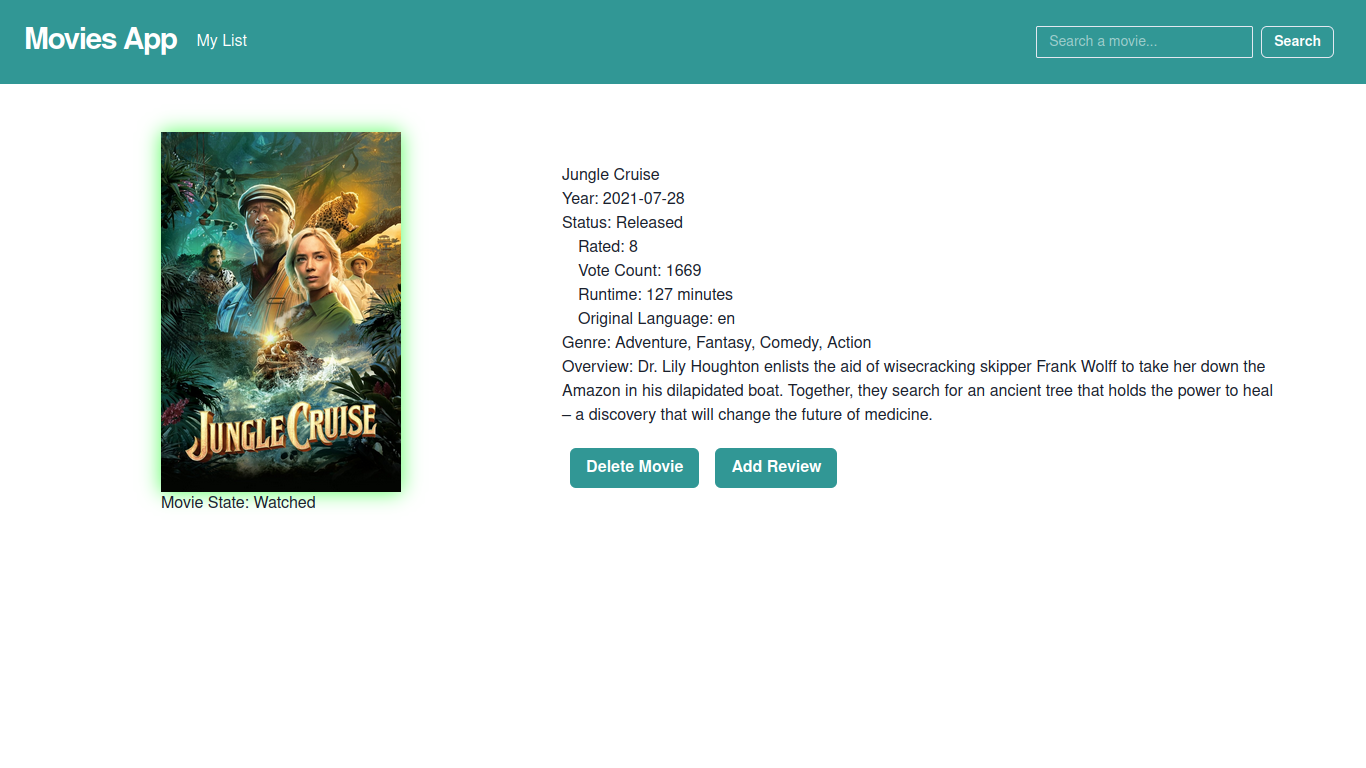 Movies App
My List
Search a movie...
Search
JUNGLE CRUISE
Movie State: Watched
Jungle Cruise
Year: 2021-07-28
Status: Released
Rated: 8
Vote Count: 1669
Runtime: 127 minutes
Original Language: en
Genre: Adventure, Fantasy, Comedy, Action
Overview: Dr. Lily Houghton enlists the aid of wisecracking skipper Frank Wolff to take her down the
Amazon in his dilapidated boat. Together, they search for an ancient tree that holds the power to heal
– a discovery that will change the future of medicine.
Delete Movie
Add Review